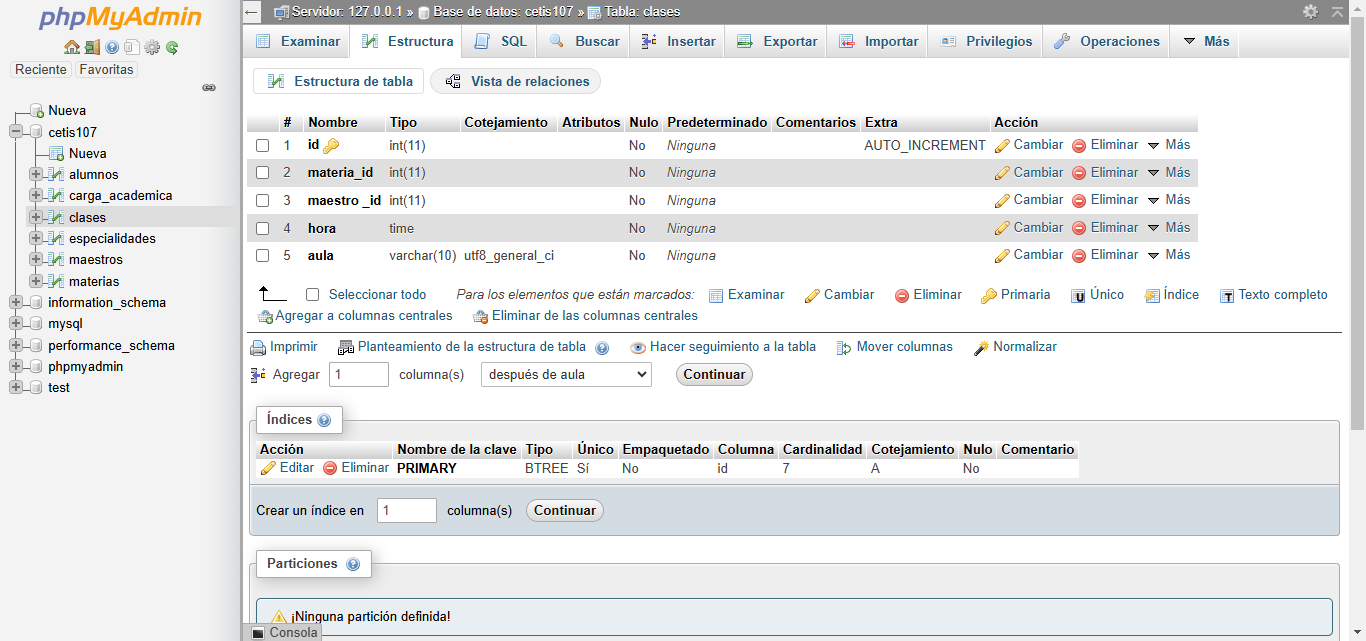 phpMyAdmin
Reciente Favoritas
Nueva
cetis107
Nueva
alumnos
carga_academica
clases
especialidades
maestros
materias
information_schema
mysql
performance_schema
phpmyadmin
test
Servidor: 127.0.0.1 » Base de datos: cetis107 » Tabla: clases
Examinar Estructura SQL Buscar Insertar Exportar Importar Privilegios Operaciones Más
Estructura de tabla Vista de relaciones
# Nombre Tipo Cotejamiento Atributos Nulo Predeterminado Comentarios Extra Acción
1 id int(11) No Ninguna AUTO_INCREMENT Cambiar Eliminar Más
2 materia_id int(11) No Ninguna Cambiar Eliminar Más
3 maestro _id int(11) No Ninguna Cambiar Eliminar Más
4 hora time No Ninguna Cambiar Eliminar Más
5 aula varchar(10) utf8_general_ci No Ninguna Cambiar Eliminar Más
Seleccionar todo Para los elementos que están marcados: Examinar Cambiar Eliminar Primaria Único Índice Texto completo
Agregar a columnas centrales Eliminar de las columnas centrales
Imprimir Planteamiento de la estructura de tabla Hacer seguimiento a la tabla Mover columnas Normalizar
Agregar 1 columna(s) después de aula Continuar
Índices
Acción Nombre de la clave Tipo Único Empaquetado Columna Cardinalidad Cotejamiento Nulo Comentario
Editar Eliminar PRIMARY BTREE Sí No id 7 A No
Crear un índice en 1 columna(s) Continuar
Particiones
¡Ninguna partición definida!
Consola